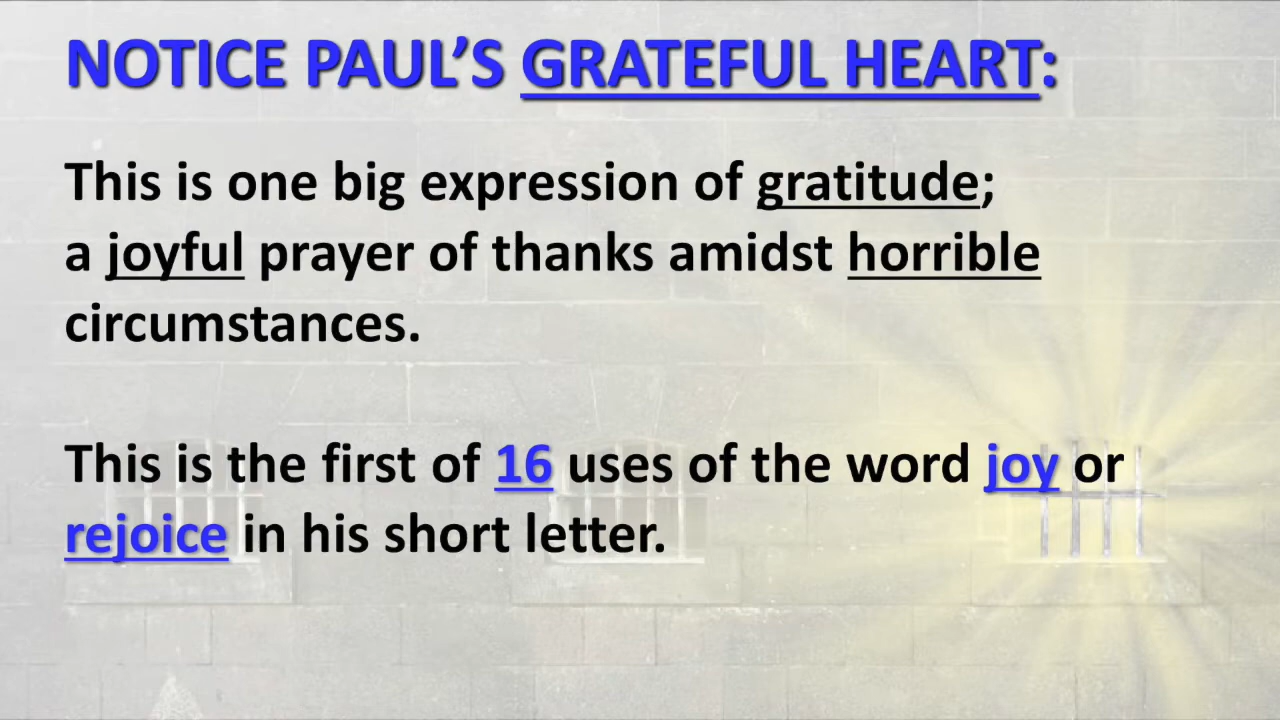 NOTICE PAUL’S GRATEFUL HEART:
This is one big expression of gratitude;
a joyful prayer of thanks amidst horrible
circumstances.
This is the first of 16 uses of the word joy or
rejoice in his short letter.